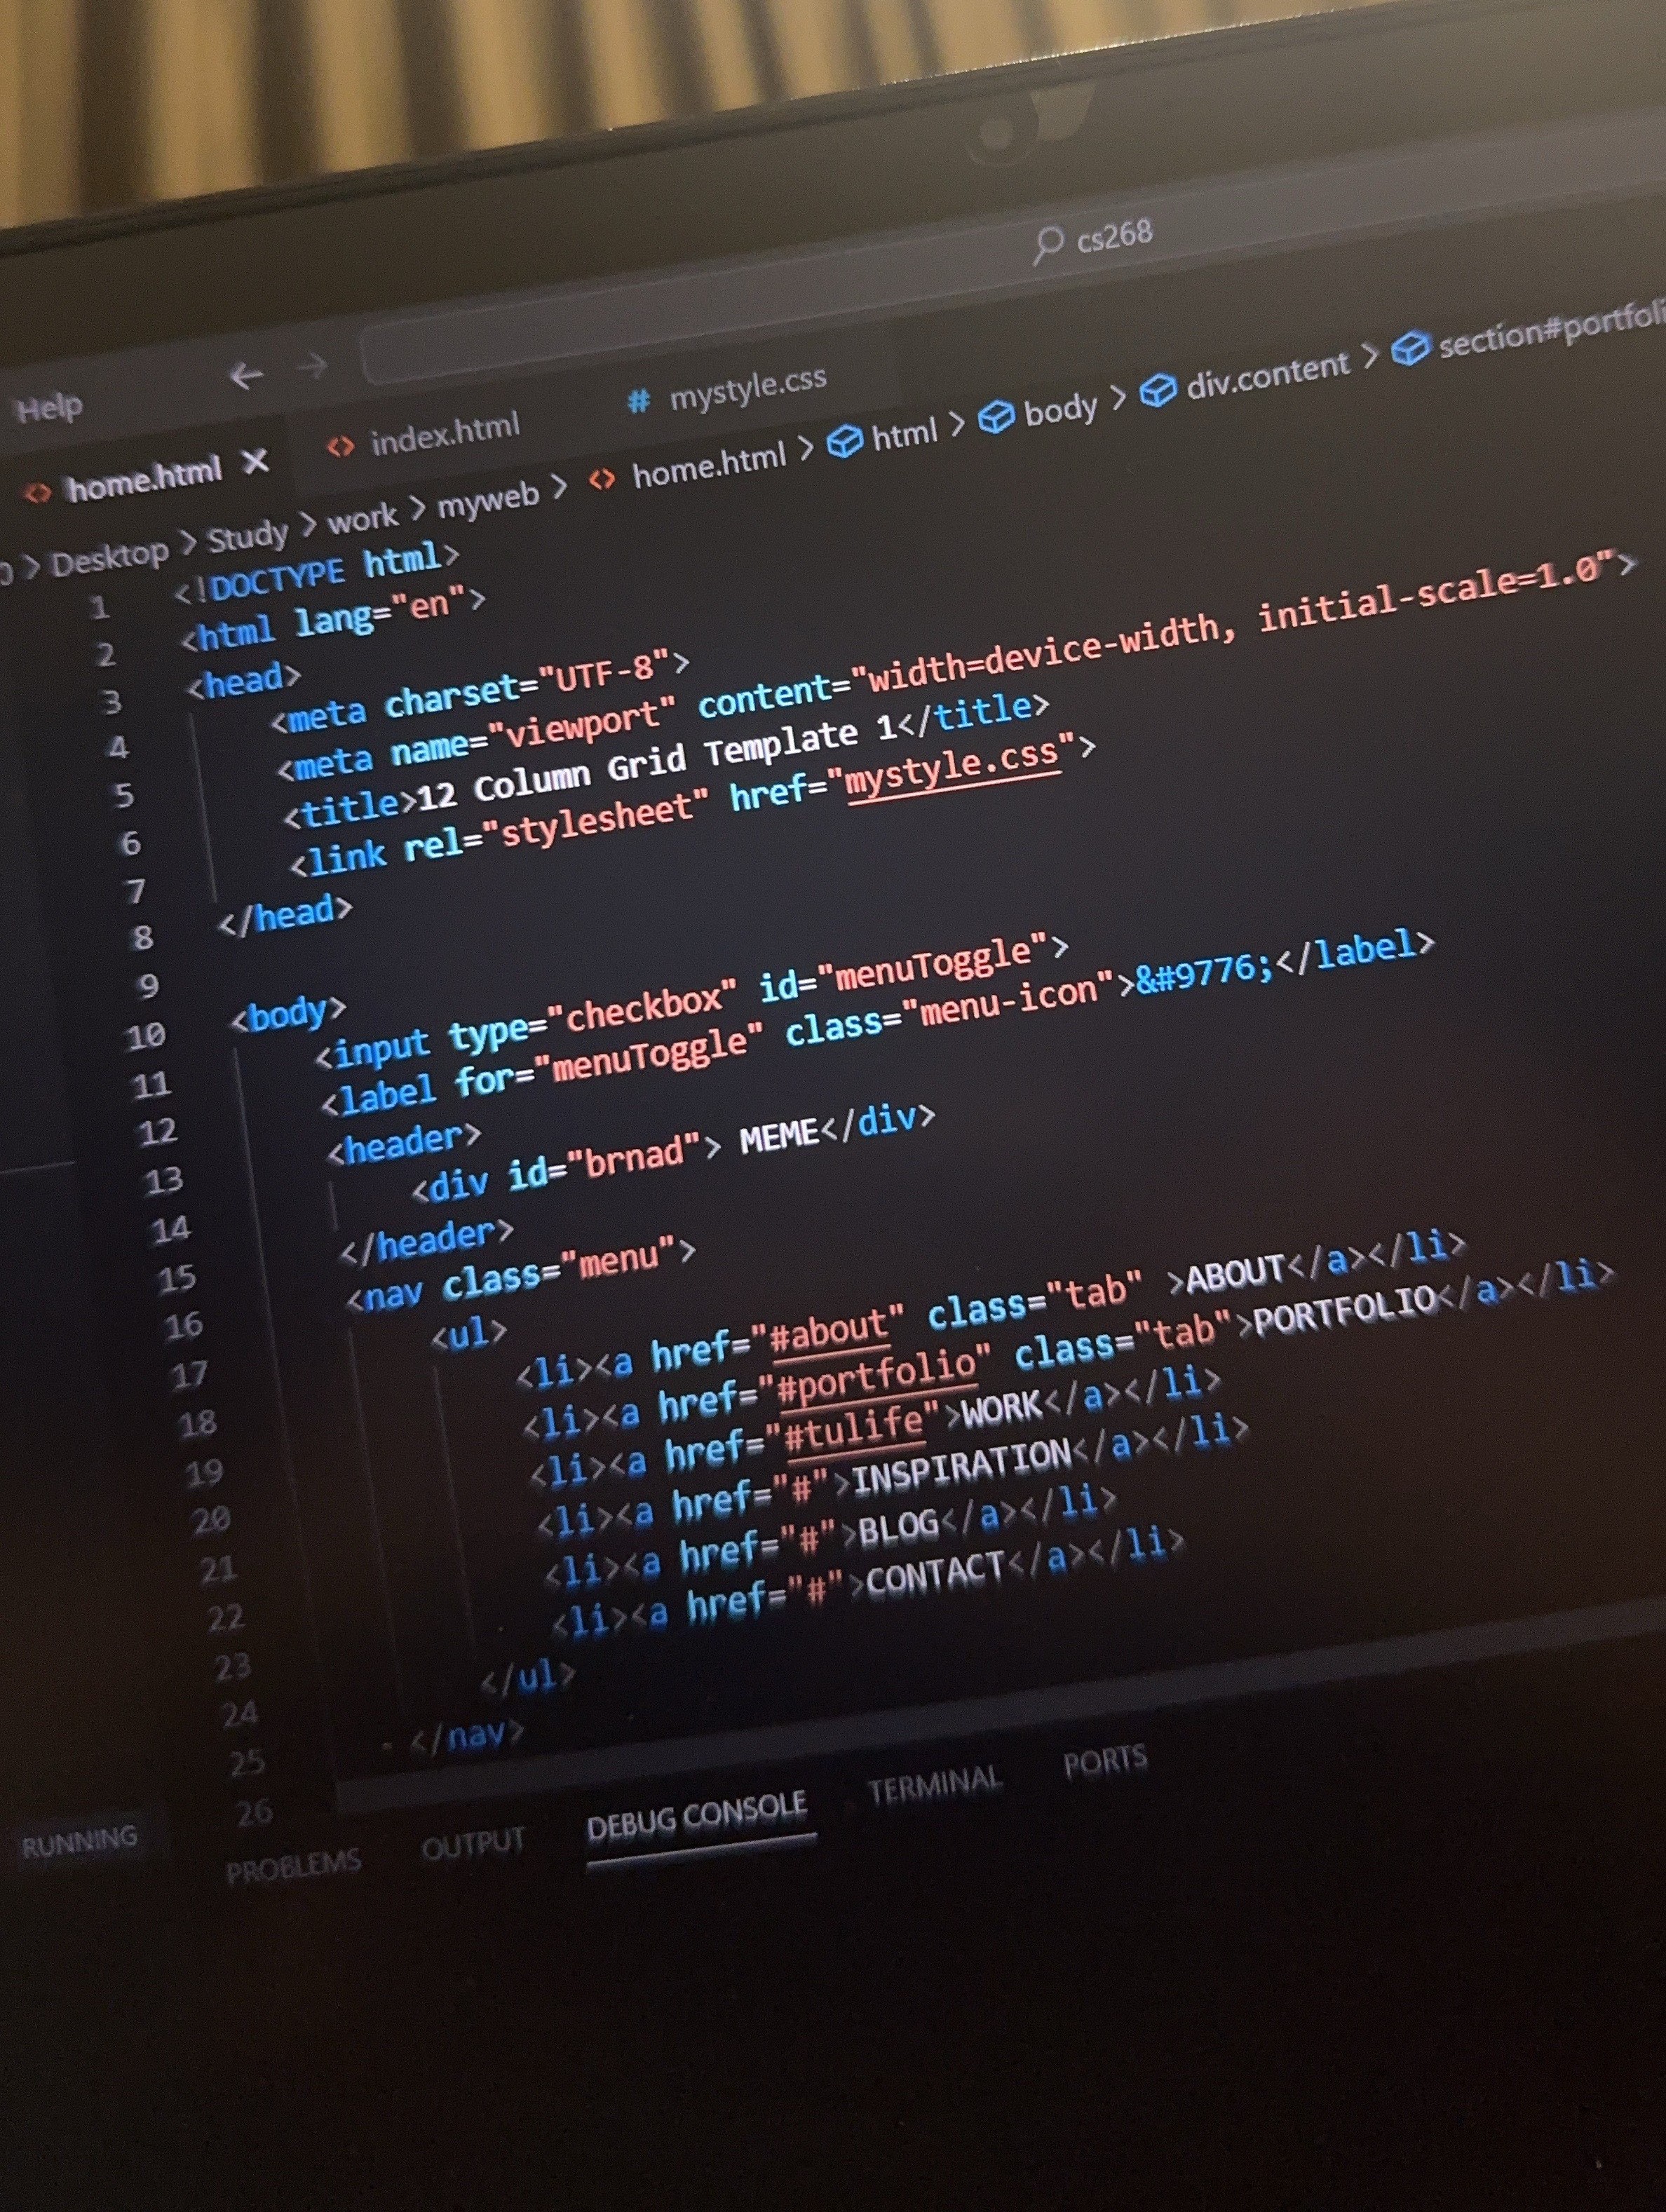 cs268
Help
home.html index.html mystyle.css
> Desktop > Study > work > myweb > home.html > html > body > div.content > section#portfoli
1 <!DOCTYPE html>
2 <html lang="en">
3 <head>
4 <meta charset="UTF-8">
5 <meta name="viewport" content="width=device-width, initial-scale=1.0">
6 <title>12 Column Grid Template 1</title>
7 <link rel="stylesheet" href="mystyle.css">
8 </head>
9
10 <body>
11 <input type="checkbox" id="menuToggle">
12 <label for="menuToggle" class="menu-icon">&#9776;</label>
13 <header>
14 <div id="brnad"> MEME</div>
15 </header>
16 <nav class="menu">
17 <ul>
18 <li><a href="#about" class="tab" >ABOUT</a></li>
19 <li><a href="#portfolio" class="tab">PORTFOLIO</a></li>
20 <li><a href="#tulife">WORK</a></li>
21 <li><a href="#">INSPIRATION</a></li>
22 <li><a href="#">BLOG</a></li>
23 <li><a href="#">CONTACT</a></li>
24 </ul>
25 </nav>
26
RUNNING
PROBLEMS OUTPUT DEBUG CONSOLE TERMINAL PORTS